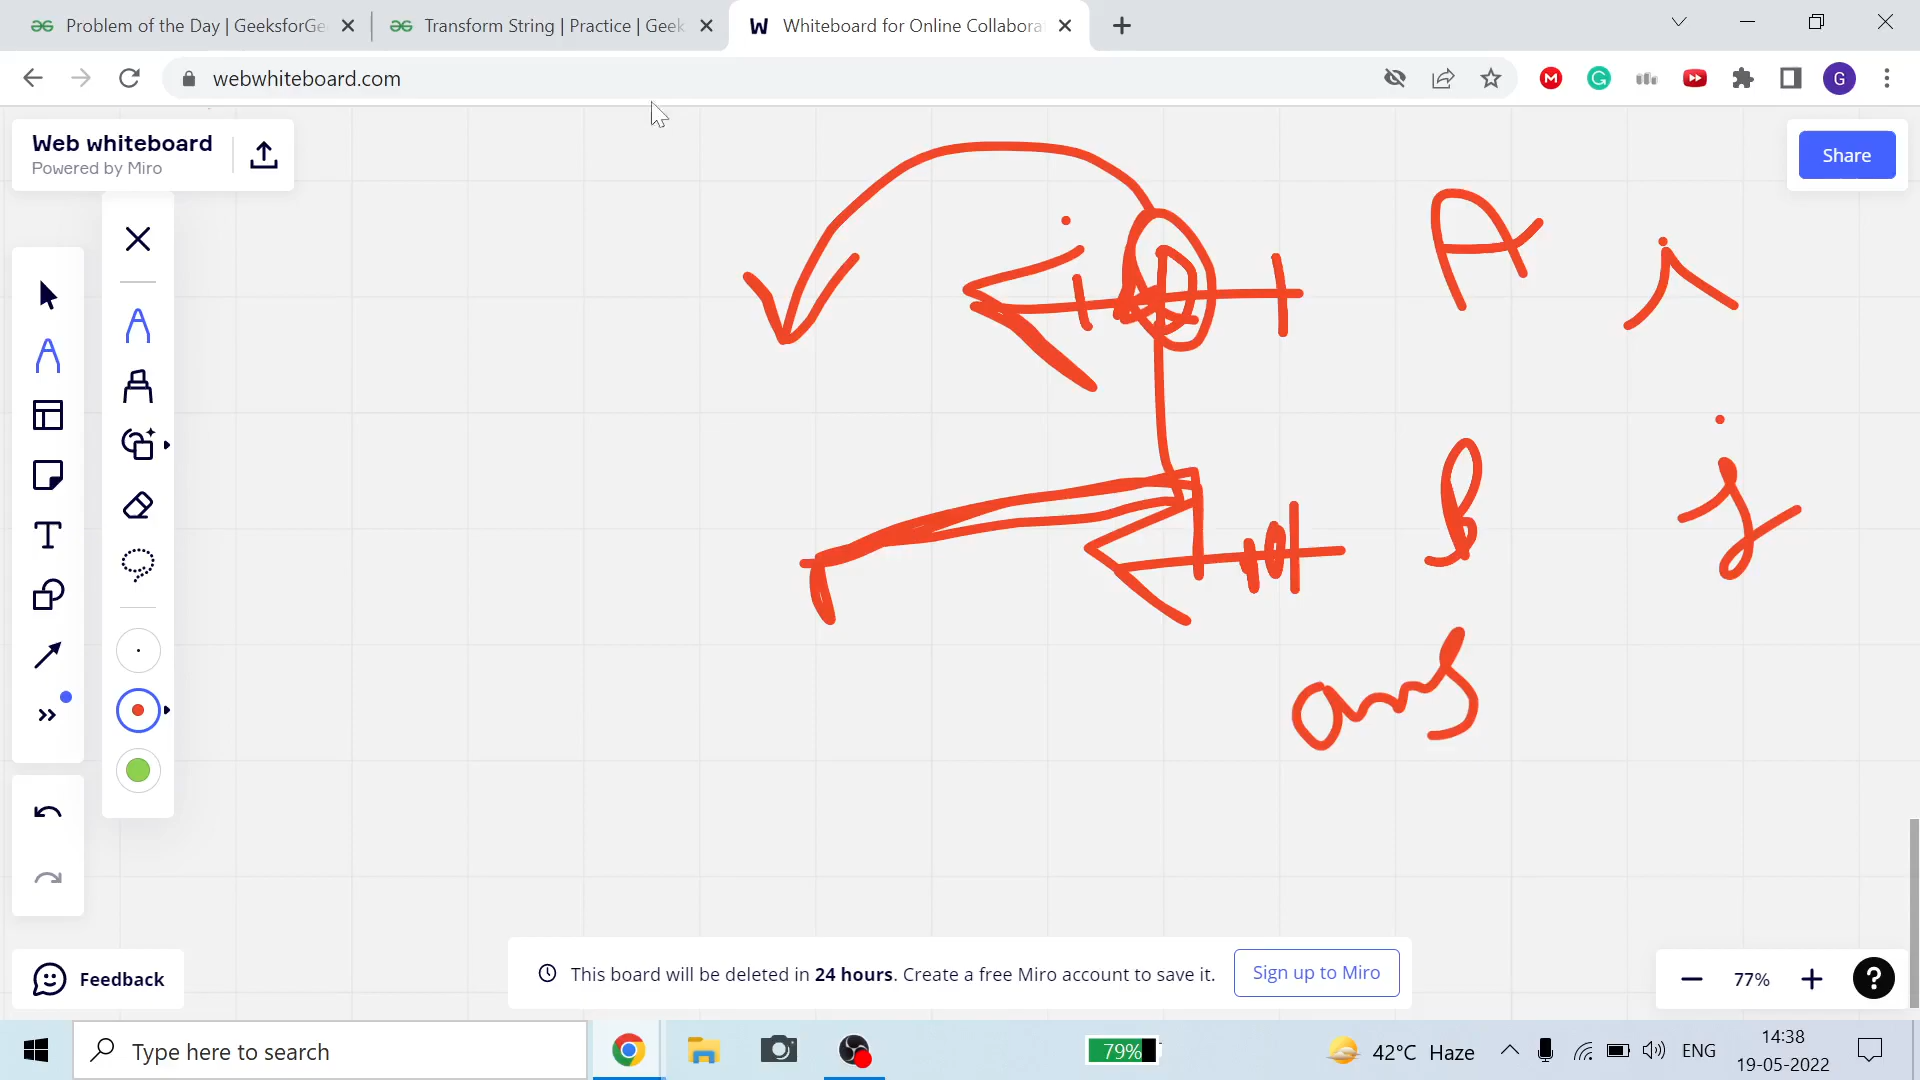 Problem of the Day | GeeksforGe
Transform String | Practice | Geek
W Whiteboard for Online Collabora
webwhiteboard.com
M G G
Web whiteboard
Powered by Miro
Share
A i
B j
ans
T
Feedback
This board will be deleted in 24 hours. Create a free Miro account to save it.
Sign up to Miro
77%
?
Type here to search
79%
42°C Haze
ENG
14:38
19-05-2022